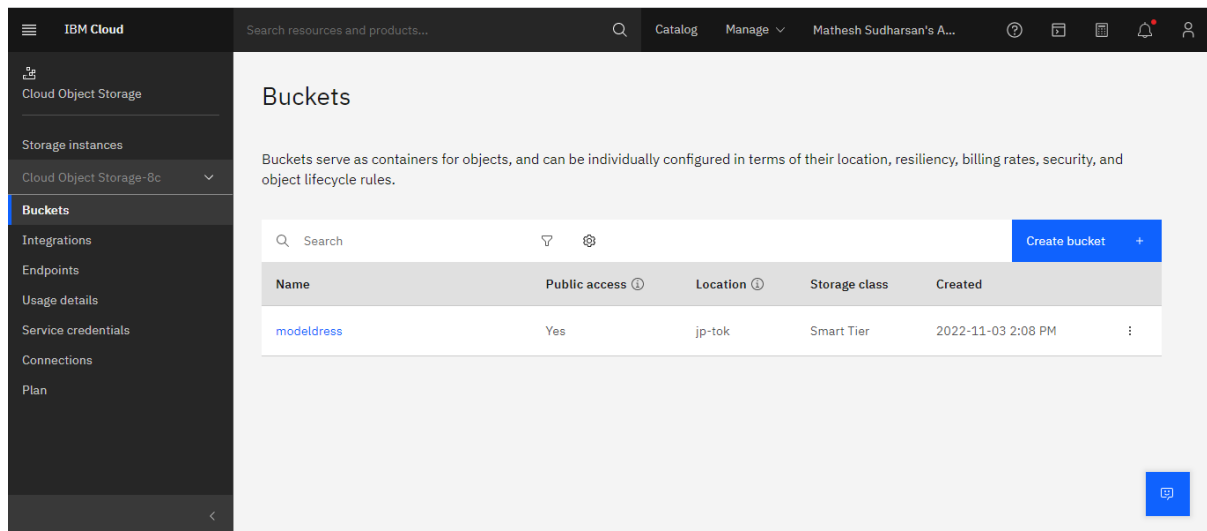 IBM Cloud
Search resources and products...
Catalog
Manage
Mathesh Sudharsan's A...
Cloud Object Storage
Storage instances
Cloud Object Storage-8c
Buckets
Integrations
Endpoints
Usage details
Service credentials
Connections
Plan
Buckets
Buckets serve as containers for objects, and can be individually configured in terms of their location, resiliency, billing rates, security, and
object lifecycle rules.
Search
Create bucket +
Name Public access Location Storage class Created
modeldress Yes jp-tok Smart Tier 2022-11-03 2:08 PM